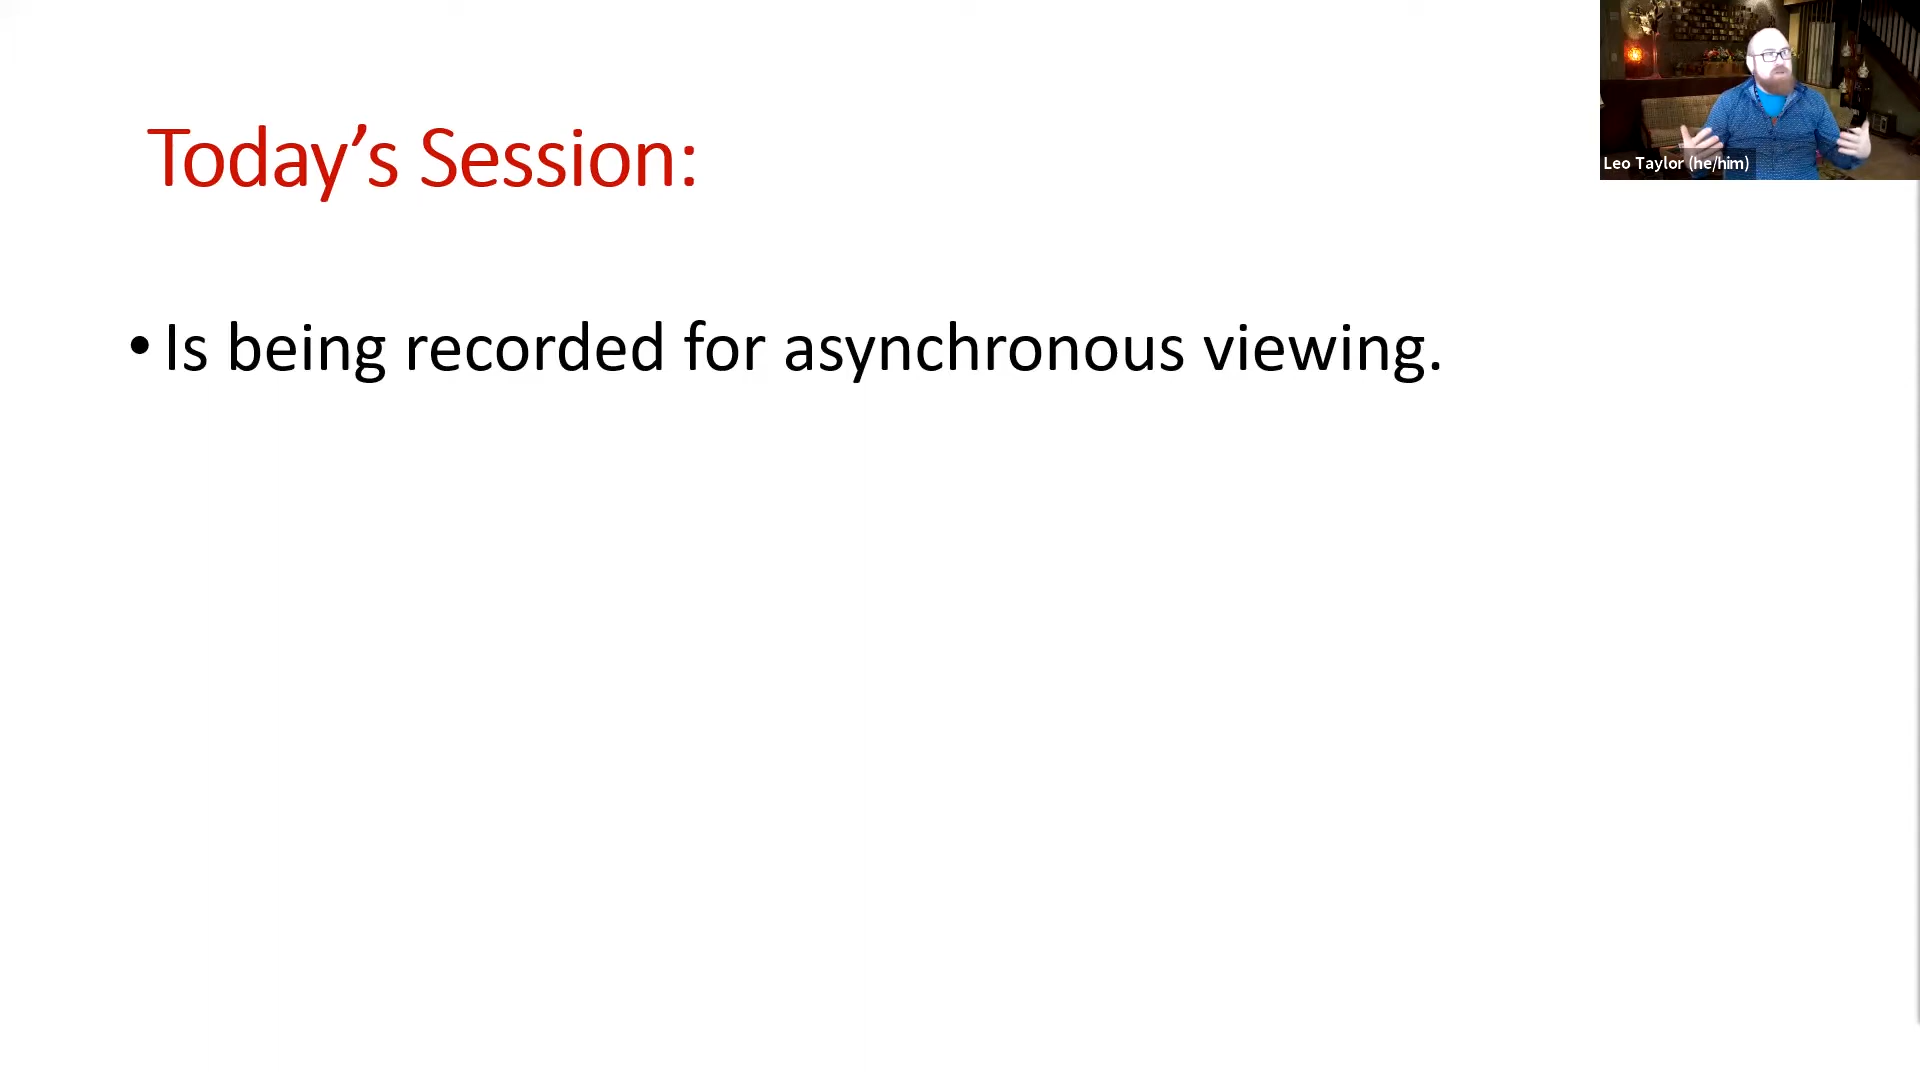 Today’s Session:
• Is being recorded for asynchronous viewing.
Leo Taylor (he/him)